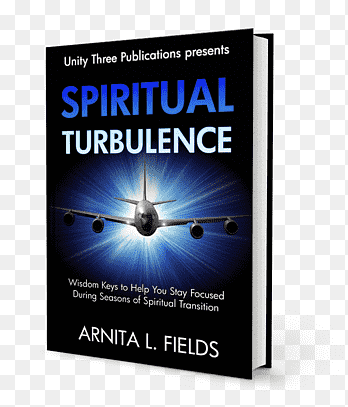 Unity Three Publications presents
SPIRITUAL
TURBULENCE
Wisdom Keys to Help You Stay Focused
During Seasons of Spiritual Transition
ARNITA L. FIELDS